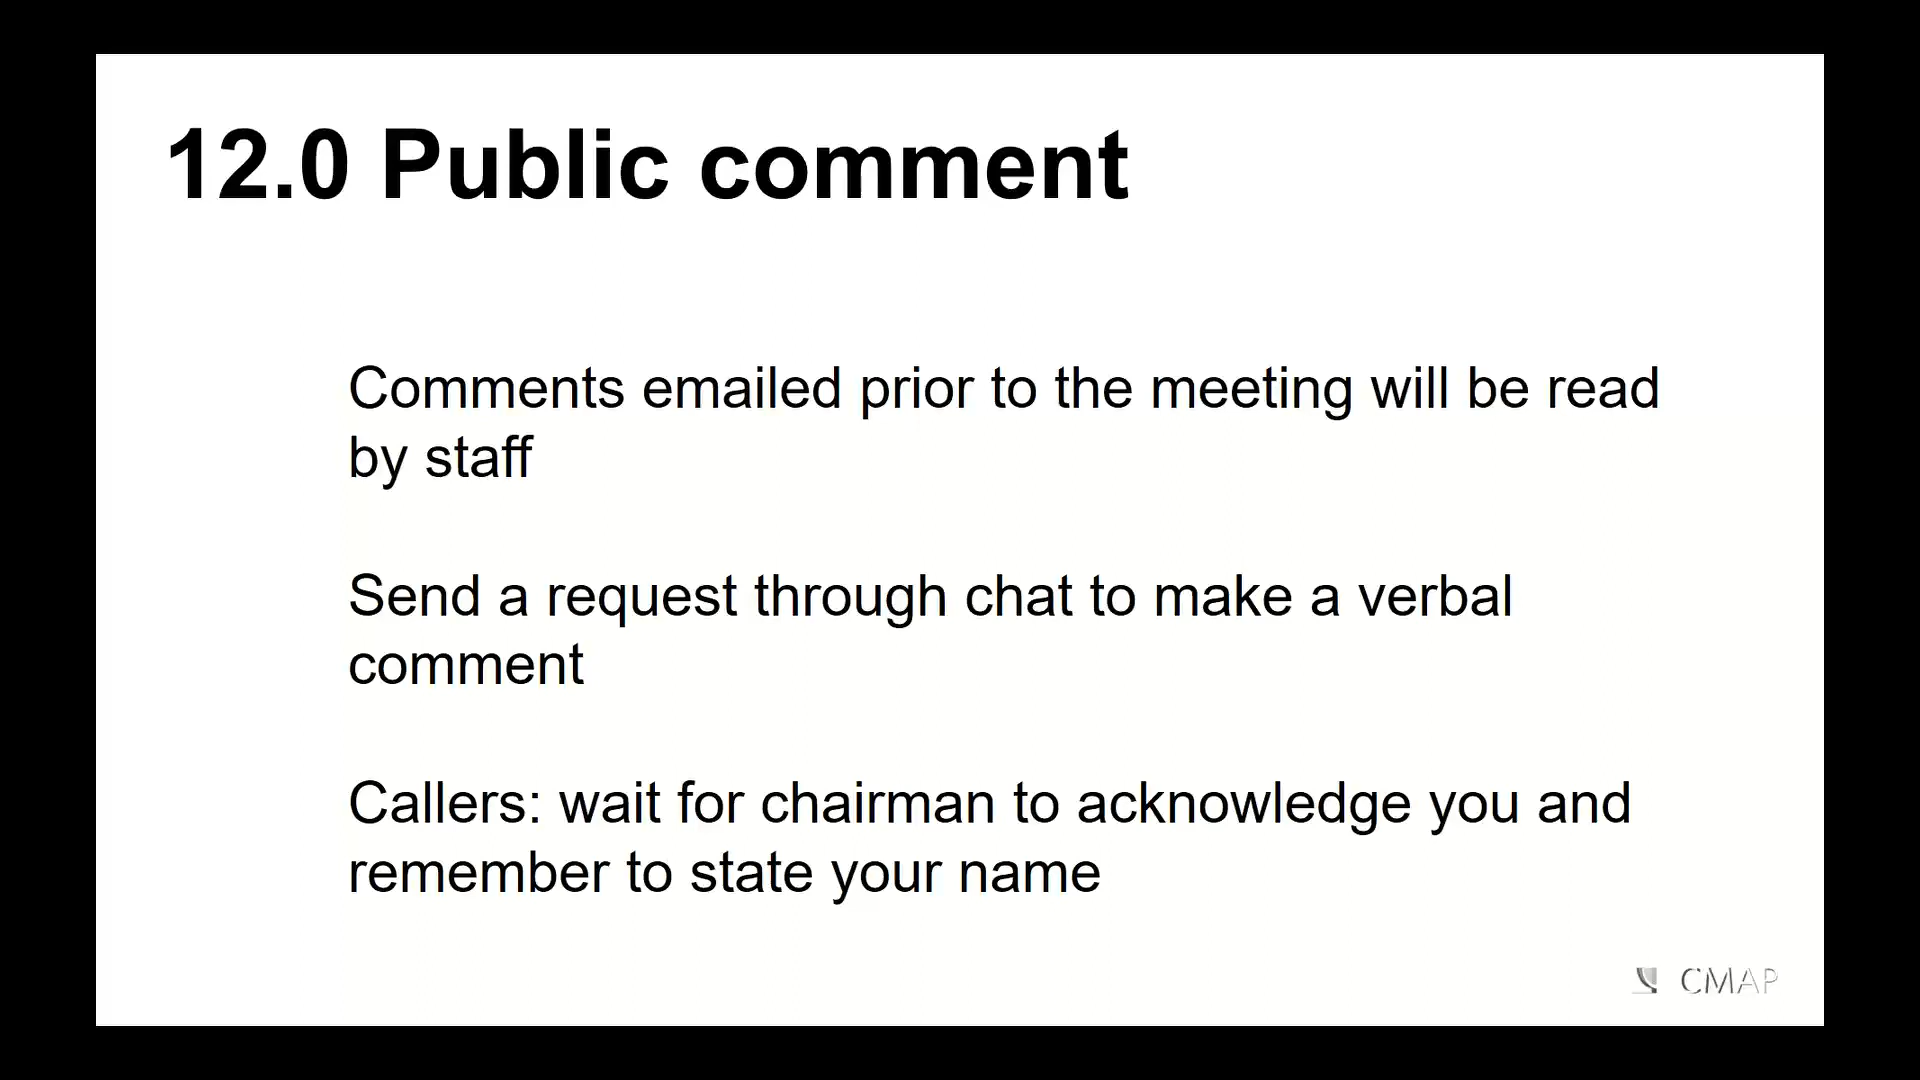 12.0 Public comment
Comments emailed prior to the meeting will be read
by staff
Send a request through chat to make a verbal
comment
Callers: wait for chairman to acknowledge you and
remember to state your name
CMAP